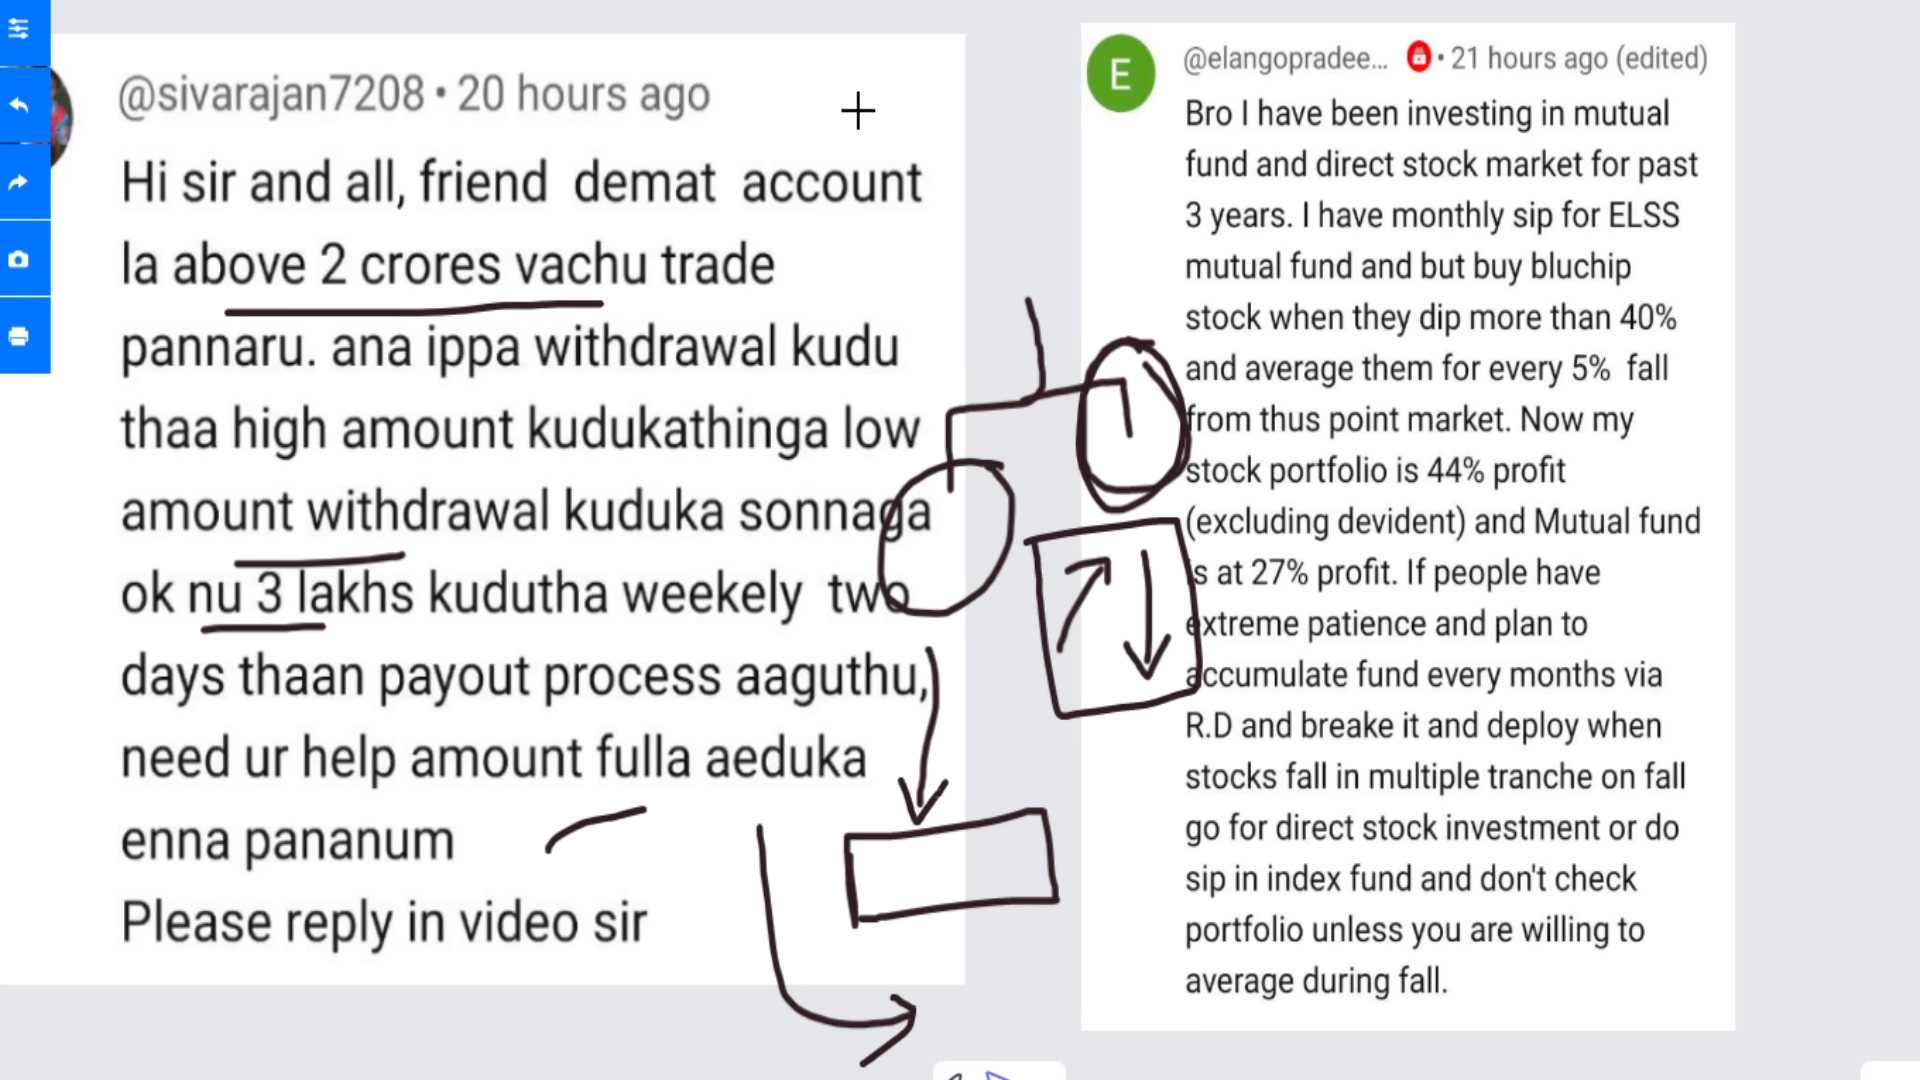 @sivarajan7208 • 20 hours ago
Hi sir and all, friend demat account
la above 2 crores vachu trade
pannaru. ana ippa withdrawal kudu
thaa high amount kudukathinga low
amount withdrawal kuduka sonnaga
ok nu 3 lakhs kudutha weekely two
days thaan payout process aaguthu,
need ur help amount fulla aeduka
enna pananum
Please reply in video sir
E
@elangopradee... • 21 hours ago (edited)
Bro I have been investing in mutual
fund and direct stock market for past
3 years. I have monthly sip for ELSS
mutual fund and but buy bluchip
stock when they dip more than 40%
and average them for every 5% fall
from thus point market. Now my
stock portfolio is 44% profit
(excluding devident) and Mutual fund
is at 27% profit. If people have
extreme patience and plan to
accumulate fund every months via
R.D and breake it and deploy when
stocks fall in multiple tranche on fall
go for direct stock investment or do
sip in index fund and don't check
portfolio unless you are willing to
average during fall.